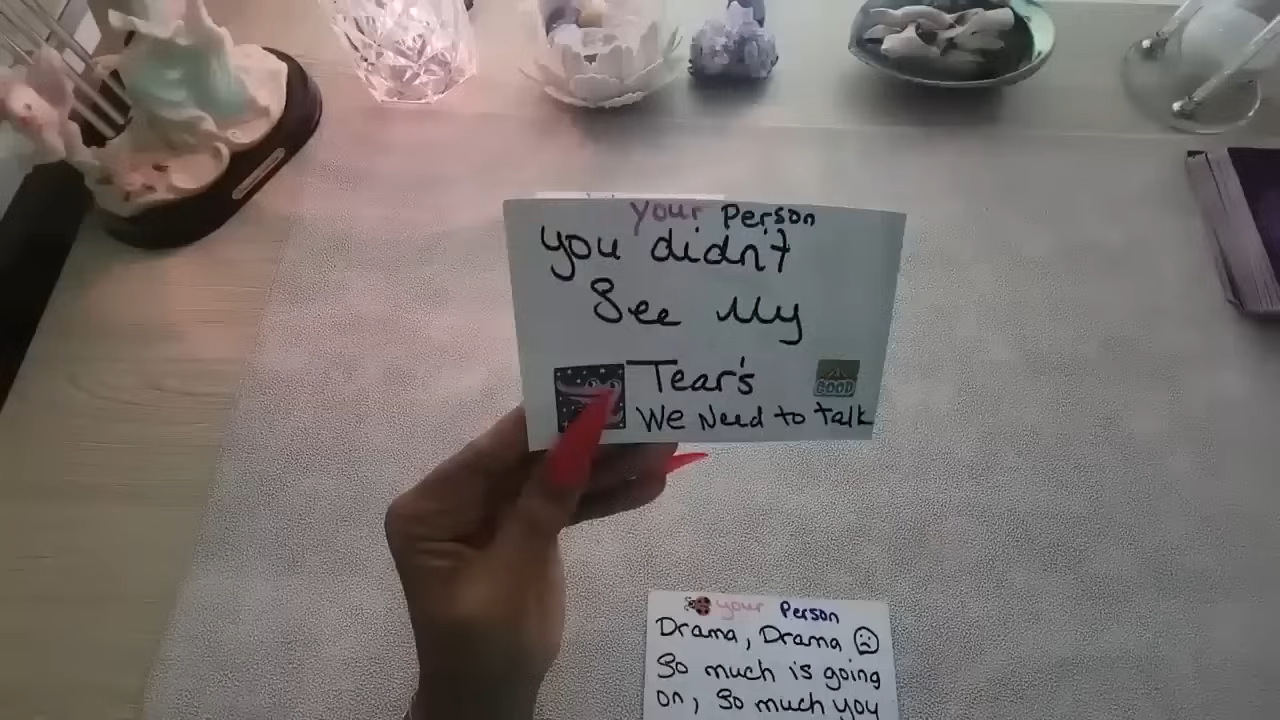 your Person
you didn't
See My
Tear's
GOOD
We Need to talk
your Person
Drama, Drama
So much is going
on, So much you